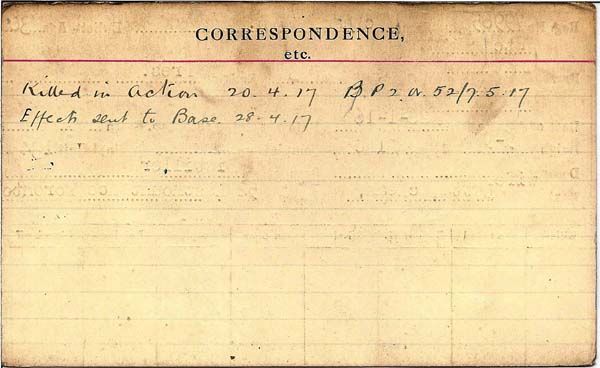 CORRESPONDENCE,
etc.
Killed in action 20.4.17 B.P 2 Or. 52/7.5.17
Effects sent to Base. 28.4.17